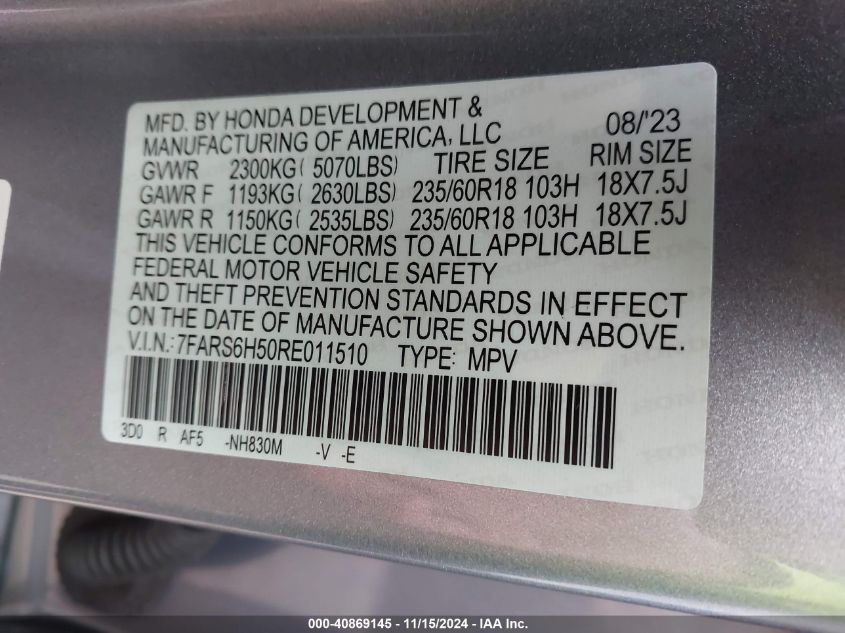 MFD. BY HONDA DEVELOPMENT &
MANUFACTURING OF AMERICA, LLC 08/'23
GVWR 2300KG( 5070LBS) TIRE SIZE RIM SIZE
GAWR F 1193KG( 2630LBS) 235/60R18 103H 18X7.5J
GAWR R 1150KG( 2535LBS) 235/60R18 103H 18X7.5J
THIS VEHICLE CONFORMS TO ALL APPLICABLE
FEDERAL MOTOR VEHICLE SAFETY
AND THEFT PREVENTION STANDARDS IN EFFECT
ON THE DATE OF MANUFACTURE SHOWN ABOVE.
V.I.N.:7FARS6H50RE011510 TYPE: MPV
3D0 R AF5 -NH830M -V -E
000-40869145 - 11/15/2024 - IAA Inc.